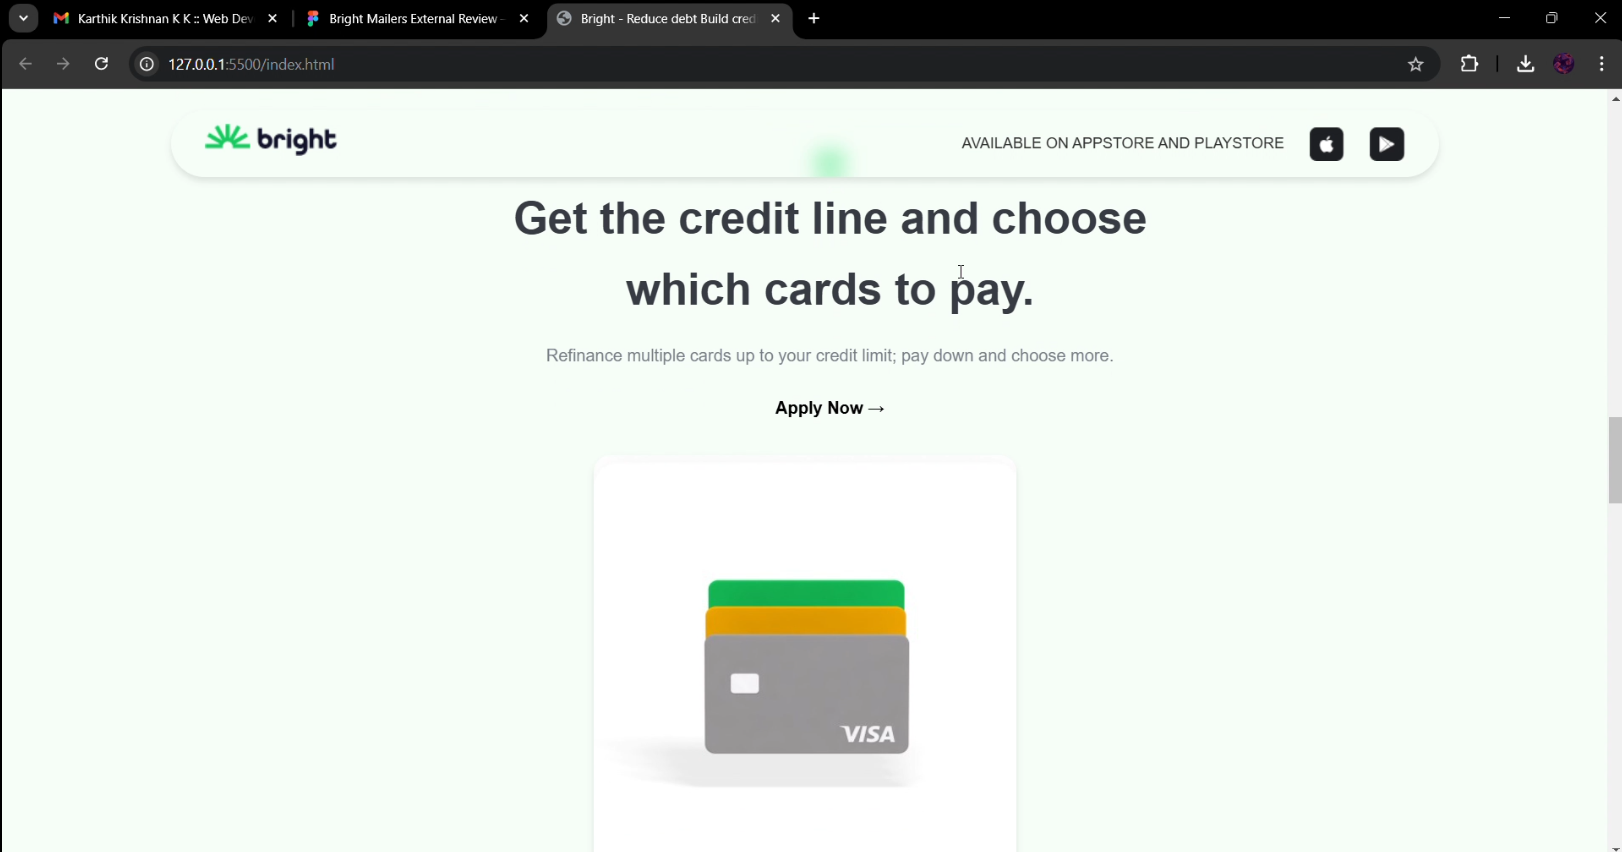 Karthik Krishnan K K :: Web Dev
Bright Mailers External Review –
Bright - Reduce debt Build cred
127.0.0.1:5500/index.html
bright
AVAILABLE ON APPSTORE AND PLAYSTORE
Get the credit line and choose
which cards to pay.
Refinance multiple cards up to your credit limit; pay down and choose more.
Apply Now →
VISA